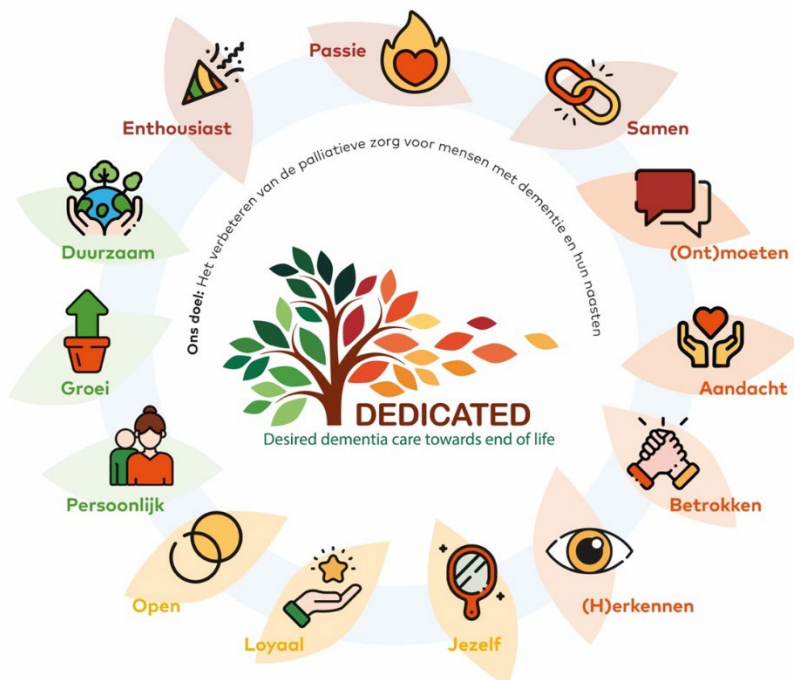 Passie
Samen
(Ont)moeten
Aandacht
Betrokken
(H)erkennen
Jezelf
Loyaal
Open
Persoonlijk
Groei
Duurzaam
Enthousiast
Ons doel: Het verbeteren van de palliatieve zorg voor mensen met dementie en hun naasten
DEDICATED
Desired dementia care towards end of life